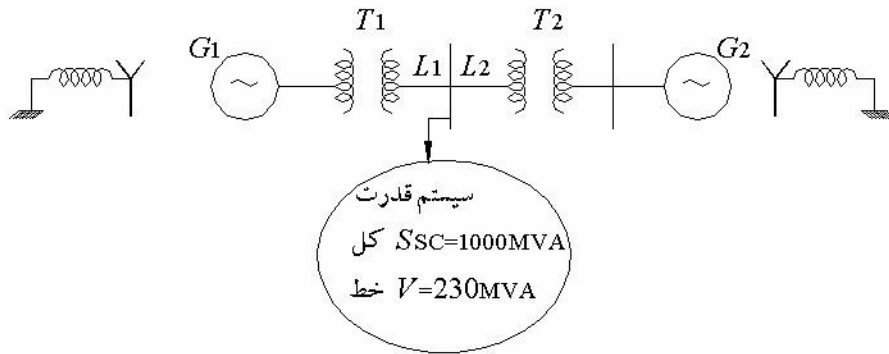 T1
T2
G1
G2
L1
L2
سیستم قدرت
کل SSC=1000MVA
خط V=230MVA